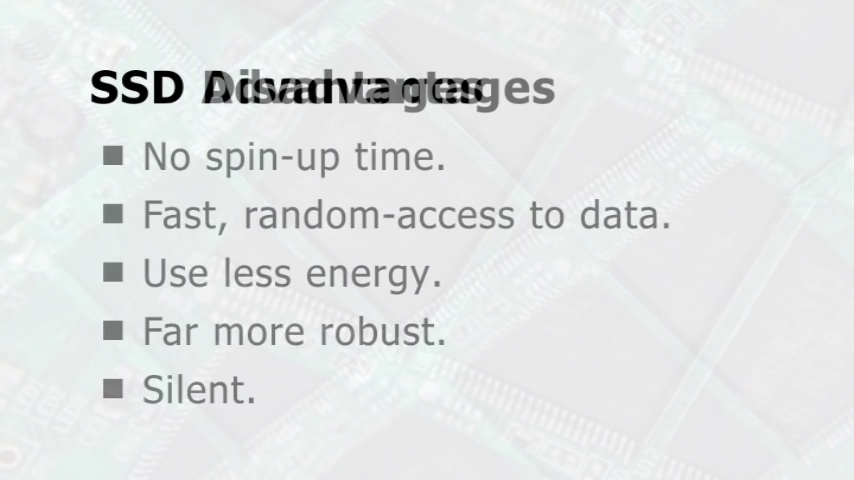 SSD
No spin-up time.
Fast, random-access to data.
Use less energy.
Far more robust.
Silent.